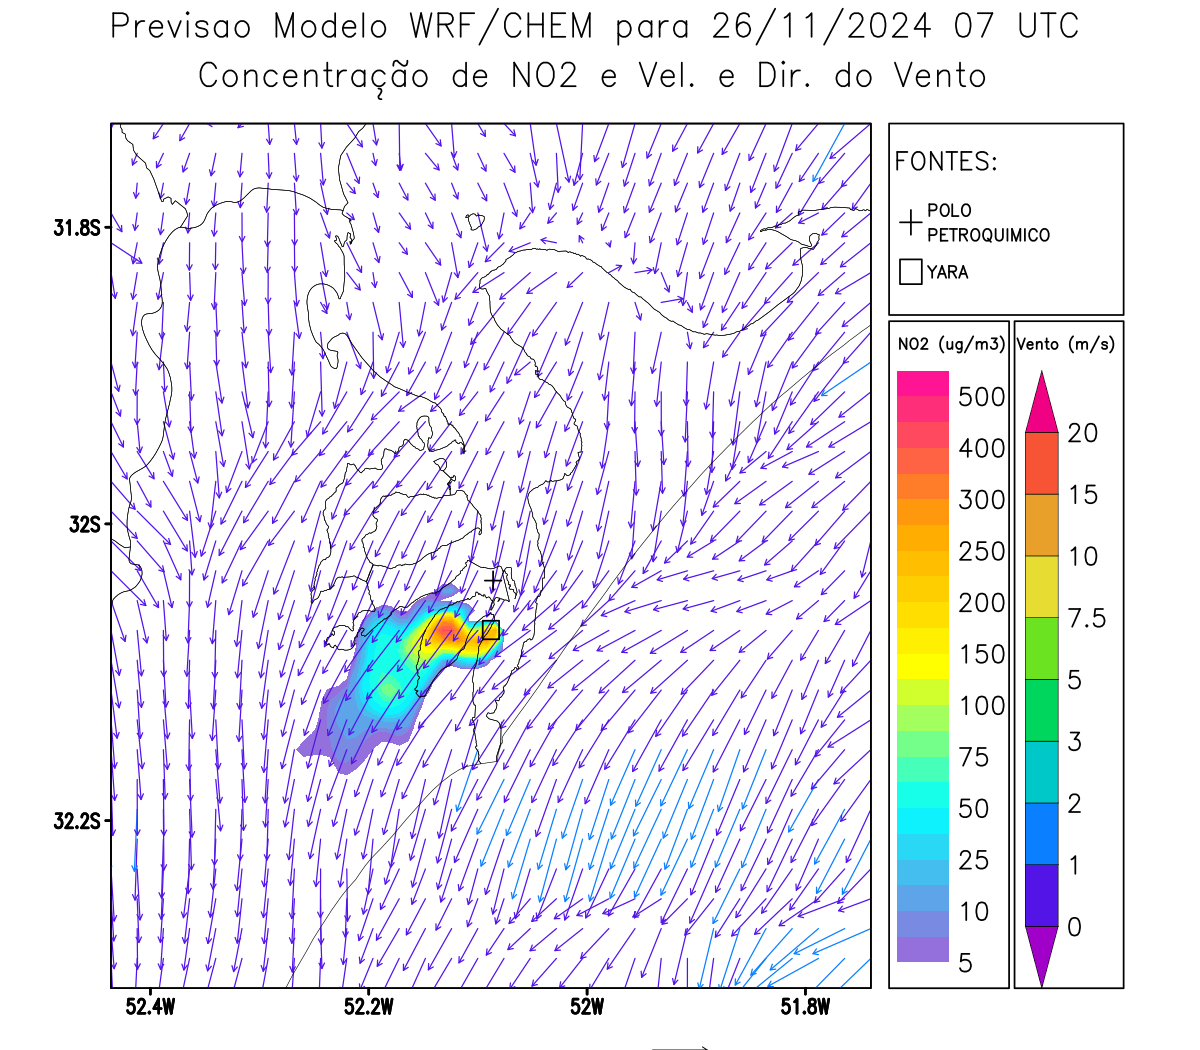 Previsao Modelo WRF/CHEM para 26/11/2024 07 UTC
Concentração de NO2 e Vel. e Dir. do Vento
FONTES:
POLO
PETROQUIMICO
YARA
NO2 (ug/m3)
500
400
300
250
200
150
100
75
50
25
10
5
Vento (m/s)
20
15
10
7.5
5
3
2
1
0
31.8S
32S
32.2S
52.4W
52.2W
52W
51.8W